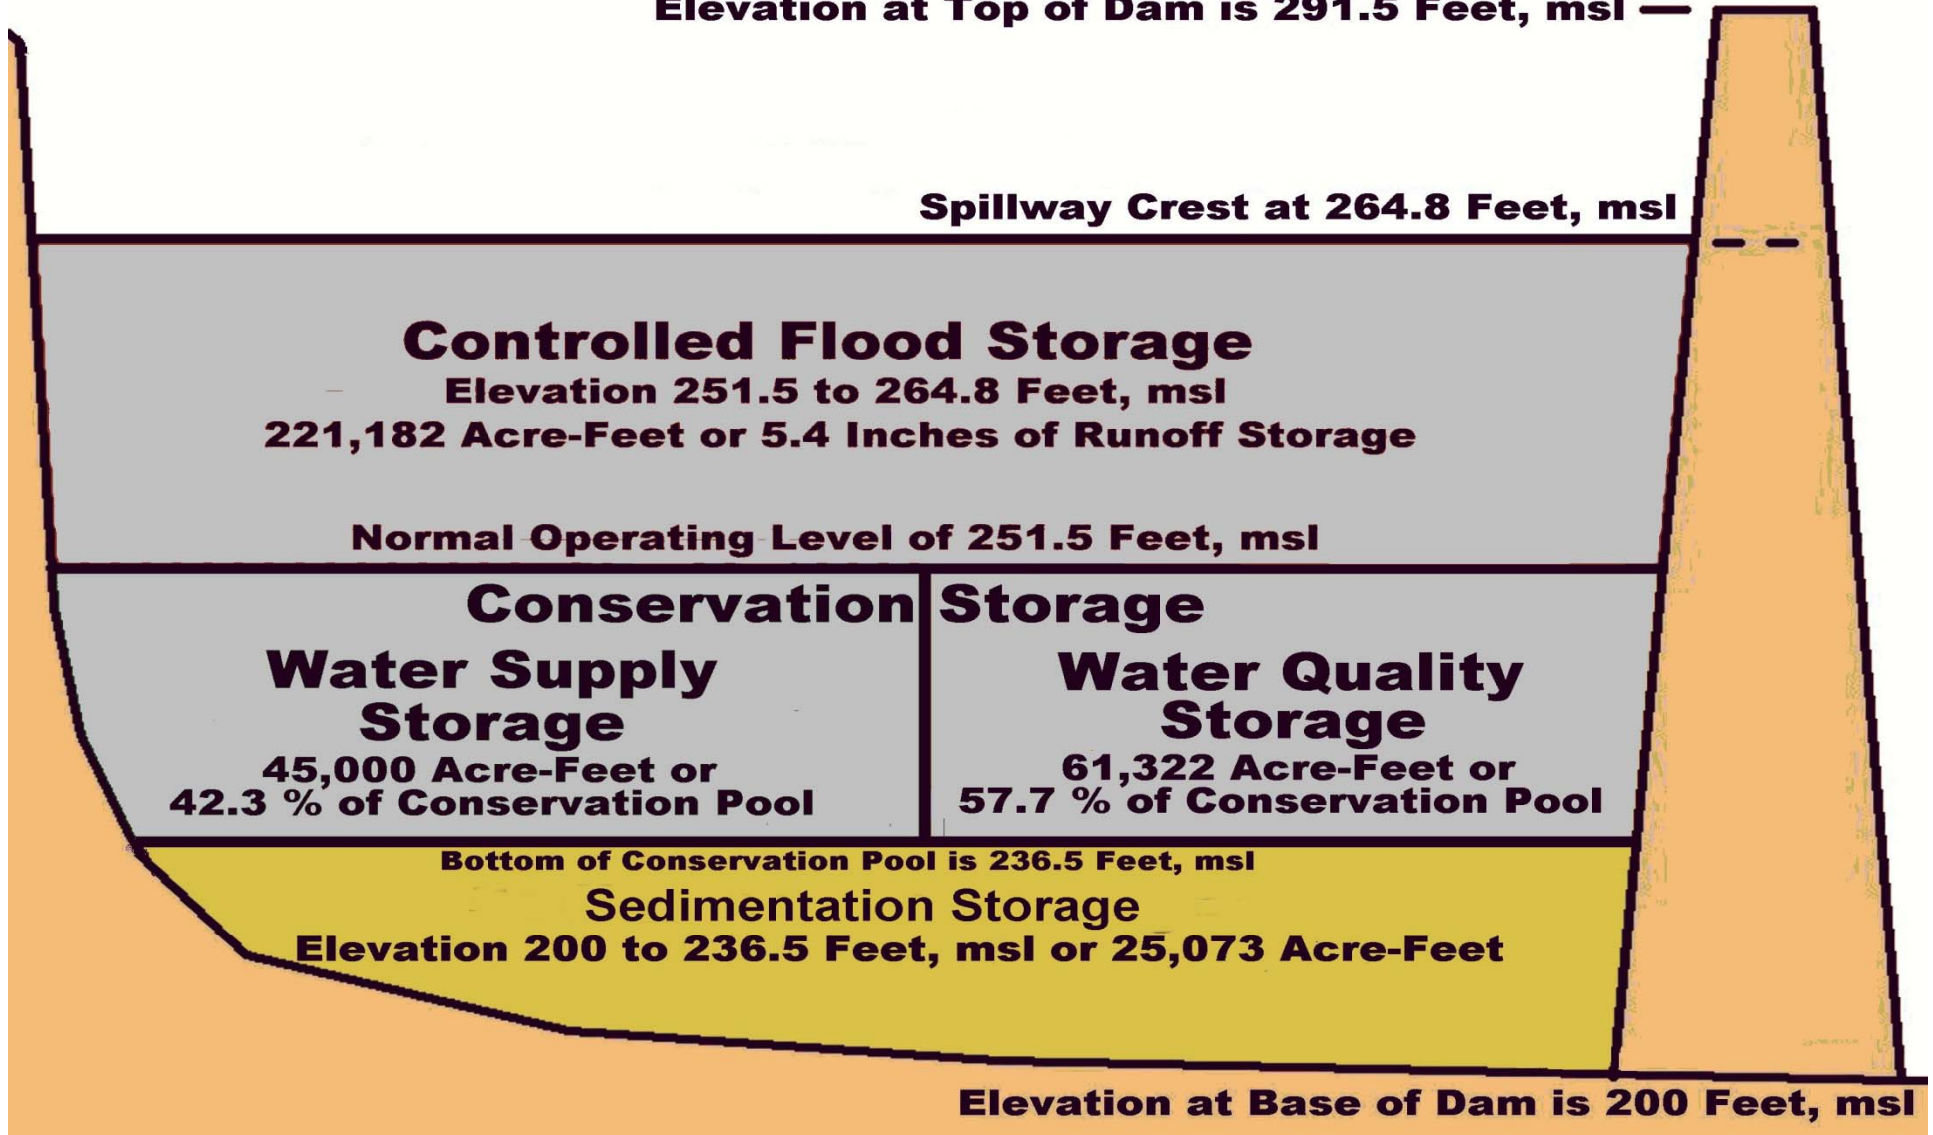 Elevation at Top of Dam is 291.5 Feet, msl
Spillway Crest at 264.8 Feet, msl
Controlled Flood Storage
Elevation 251.5 to 264.8 Feet, msl
221,182 Acre-Feet or 5.4 Inches of Runoff Storage
Normal Operating Level of 251.5 Feet, msl
Conservation Storage
Water Supply
Storage
45,000 Acre-Feet or
42.3 % of Conservation Pool
Water Quality
Storage
61,322 Acre-Feet or
57.7 % of Conservation Pool
Bottom of Conservation Pool is 236.5 Feet, msl
Sedimentation Storage
Elevation 200 to 236.5 Feet, msl or 25,073 Acre-Feet
Elevation at Base of Dam is 200 Feet, msl